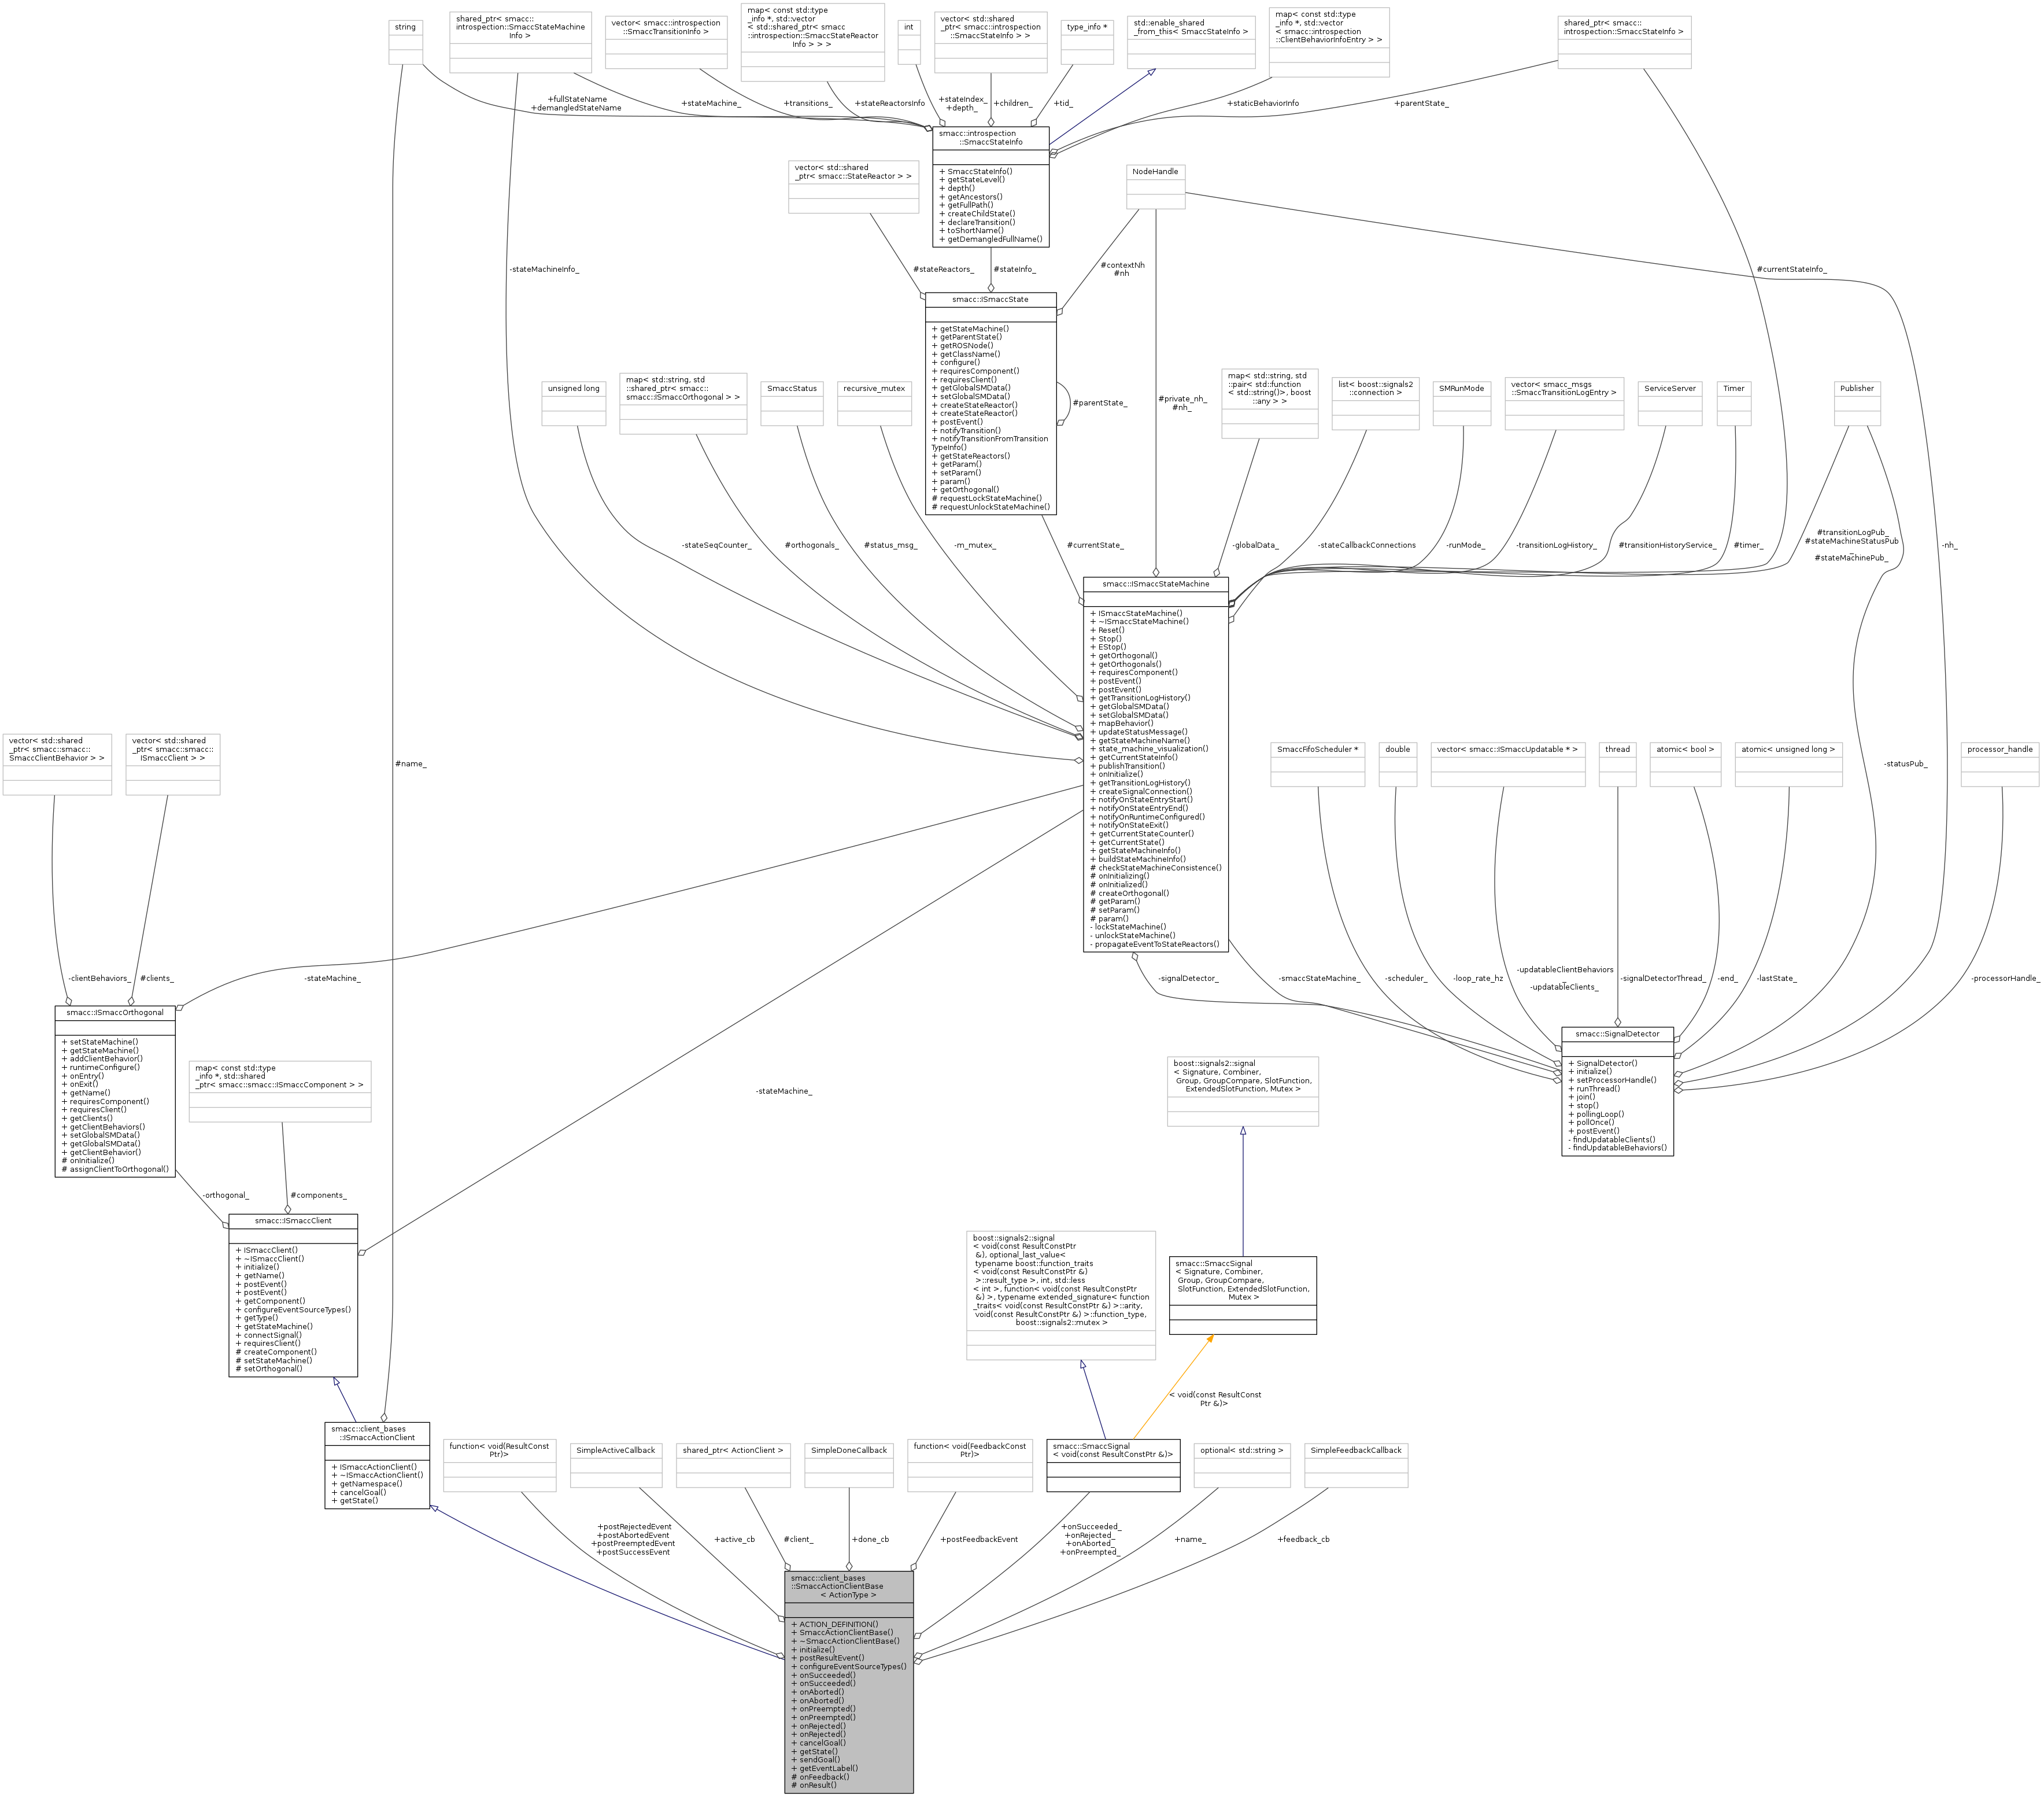 string
shared_ptr< smacc::
introspection::SmaccStateMachine
Info >
vector< smacc::introspection
::SmaccTransitionInfo >
map< const std::type
_info *, std::vector
< std::shared_ptr< smacc
::introspection::SmaccStateReactor
Info > > >
int
vector< std::shared
_ptr< smacc::introspection
::SmaccStateInfo > >
type_info *
std::enable_shared
_from_this< SmaccStateInfo >
map< const std::type
_info *, std::vector
< smacc::introspection
::ClientBehaviorInfoEntry > >
shared_ptr< smacc::
introspection::SmaccStateInfo >
+fullStateName
+demangledStateName
+stateMachine_
+transitions_
+stateReactorsInfo
+stateIndex_
+depth_
+children_
+tid_
+staticBehaviorInfo
+parentState_
smacc::introspection
::SmaccStateInfo
+ SmaccStateInfo()
+ getStateLevel()
+ depth()
+ getAncestors()
+ getFullPath()
+ createChildState()
+ declareTransition()
+ toShortName()
+ getDemangledFullName()
vector< std::shared
_ptr< smacc::StateReactor > >
NodeHandle
-stateMachineInfo_
#stateReactors_
#stateInfo_
#contextNh
#nh
#currentStateInfo_
smacc::ISmaccState
+ getStateMachine()
+ getParentState()
+ getROSNode()
+ getClassName()
+ configure()
+ requiresComponent()
+ requiresClient()
+ getGlobalSMData()
+ setGlobalSMData()
+ createStateReactor()
+ createStateReactor()
+ postEvent()
+ notifyTransition()
+ notifyTransitionFromTransition
TypeInfo()
+ getStateReactors()
+ getParam()
+ setParam()
+ param()
+ getOrthogonal()
# requestLockStateMachine()
# requestUnlockStateMachine()
#parentState_
#private_nh_
#nh_
unsigned long
map< std::string, std
::shared_ptr< smacc::
smacc::ISmaccOrthogonal > >
SmaccStatus
recursive_mutex
map< std::string, std
::pair< std::function
< std::string()>, boost
::any > >
list< boost::signals2
::connection >
SMRunMode
vector< smacc_msgs
::SmaccTransitionLogEntry >
ServiceServer
Timer
Publisher
-stateSeqCounter_
#orthogonals_
#status_msg_
-m_mutex_
#currentState_
-globalData_
-stateCallbackConnections
-runMode_
-transitionLogHistory_
#transitionHistoryService_
#timer_
#transitionLogPub_
#stateMachineStatusPub
_
#stateMachinePub_
-nh_
smacc::ISmaccStateMachine
+ ISmaccStateMachine()
+ ~ISmaccStateMachine()
+ Reset()
+ Stop()
+ EStop()
+ getOrthogonal()
+ getOrthogonals()
+ requiresComponent()
+ postEvent()
+ postEvent()
+ getTransitionLogHistory()
+ getGlobalSMData()
+ setGlobalSMData()
+ mapBehavior()
+ updateStatusMessage()
+ getStateMachineName()
+ state_machine_visualization()
+ getCurrentStateInfo()
+ publishTransition()
+ onInitialize()
+ getTransitionLogHistory()
+ createSignalConnection()
+ notifyOnStateEntryStart()
+ notifyOnStateEntryEnd()
+ notifyOnRuntimeConfigured()
+ notifyOnStateExit()
+ getCurrentStateCounter()
+ getCurrentState()
+ getStateMachineInfo()
+ buildStateMachineInfo()
# checkStateMachineConsistence()
# onInitializing()
# onInitialized()
# createOrthogonal()
# getParam()
# setParam()
# param()
- lockStateMachine()
- unlockStateMachine()
- propagateEventToStateReactors()
vector< std::shared
_ptr< smacc::smacc::
SmaccClientBehavior > >
vector< std::shared
_ptr< smacc::smacc::
ISmaccClient > >
#name_
SmaccFifoScheduler *
double
vector< smacc::ISmaccUpdatable * >
thread
atomic< bool >
atomic< unsigned long >
-statusPub_
processor_handle
-clientBehaviors_
#clients_
-stateMachine_
-signalDetector_
-smaccStateMachine_
-scheduler_
-loop_rate_hz
-updatableClientBehaviors
_
-updatableClients_
-signalDetectorThread_
-end_
-lastState_
-processorHandle_
smacc::ISmaccOrthogonal
+ setStateMachine()
+ getStateMachine()
+ addClientBehavior()
+ runtimeConfigure()
+ onEntry()
+ onExit()
+ getName()
+ requiresComponent()
+ requiresClient()
+ getClients()
+ getClientBehaviors()
+ setGlobalSMData()
+ getGlobalSMData()
+ getClientBehavior()
# onInitialize()
# assignClientToOrthogonal()
smacc::SignalDetector
+ SignalDetector()
+ initialize()
+ setProcessorHandle()
+ runThread()
+ join()
+ stop()
+ pollingLoop()
+ pollOnce()
+ postEvent()
- findUpdatableClients()
- findUpdatableBehaviors()
map< const std::type
_info *, std::shared
_ptr< smacc::smacc::ISmaccComponent > >
-stateMachine_
boost::signals2::signal
< Signature, Combiner,
Group, GroupCompare, SlotFunction,
ExtendedSlotFunction, Mutex >
-orthogonal_
#components_
smacc::ISmaccClient
+ ISmaccClient()
+ ~ISmaccClient()
+ initialize()
+ getName()
+ postEvent()
+ postEvent()
+ getComponent()
+ configureEventSourceTypes()
+ getType()
+ getStateMachine()
+ connectSignal()
+ requiresClient()
# createComponent()
# setStateMachine()
# setOrthogonal()
boost::signals2::signal
< void(const ResultConstPtr
&), optional_last_value<
typename boost::function_traits
< void(const ResultConstPtr &)
>::result_type >, int, std::less
< int >, function< void(const ResultConstPtr
&) >, typename extended_signature< function
_traits< void(const ResultConstPtr &) >::arity,
void(const ResultConstPtr &) >::function_type,
boost::signals2::mutex >
smacc::SmaccSignal
< Signature, Combiner,
Group, GroupCompare,
SlotFunction, ExtendedSlotFunction,
Mutex >
< void(const ResultConst
Ptr &)>
smacc::client_bases
::ISmaccActionClient
+ ISmaccActionClient()
+ ~ISmaccActionClient()
+ getNamespace()
+ cancelGoal()
+ getState()
function< void(ResultConst
Ptr)>
SimpleActiveCallback
shared_ptr< ActionClient >
SimpleDoneCallback
function< void(FeedbackConst
Ptr)>
smacc::SmaccSignal
< void(const ResultConstPtr &)>
optional< std::string >
SimpleFeedbackCallback
+postRejectedEvent
+postAbortedEvent
+postPreemptedEvent
+postSuccessEvent
+active_cb
#client_
+done_cb
+postFeedbackEvent
+onSucceeded_
+onRejected_
+onAborted_
+onPreempted_
+name_
+feedback_cb
smacc::client_bases
::SmaccActionClientBase
< ActionType >
+ ACTION_DEFINITION()
+ SmaccActionClientBase()
+ ~SmaccActionClientBase()
+ initialize()
+ postResultEvent()
+ configureEventSourceTypes()
+ onSucceeded()
+ onSucceeded()
+ onAborted()
+ onAborted()
+ onPreempted()
+ onPreempted()
+ onRejected()
+ onRejected()
+ cancelGoal()
+ getState()
+ sendGoal()
+ getEventLabel()
# onFeedback()
# onResult()